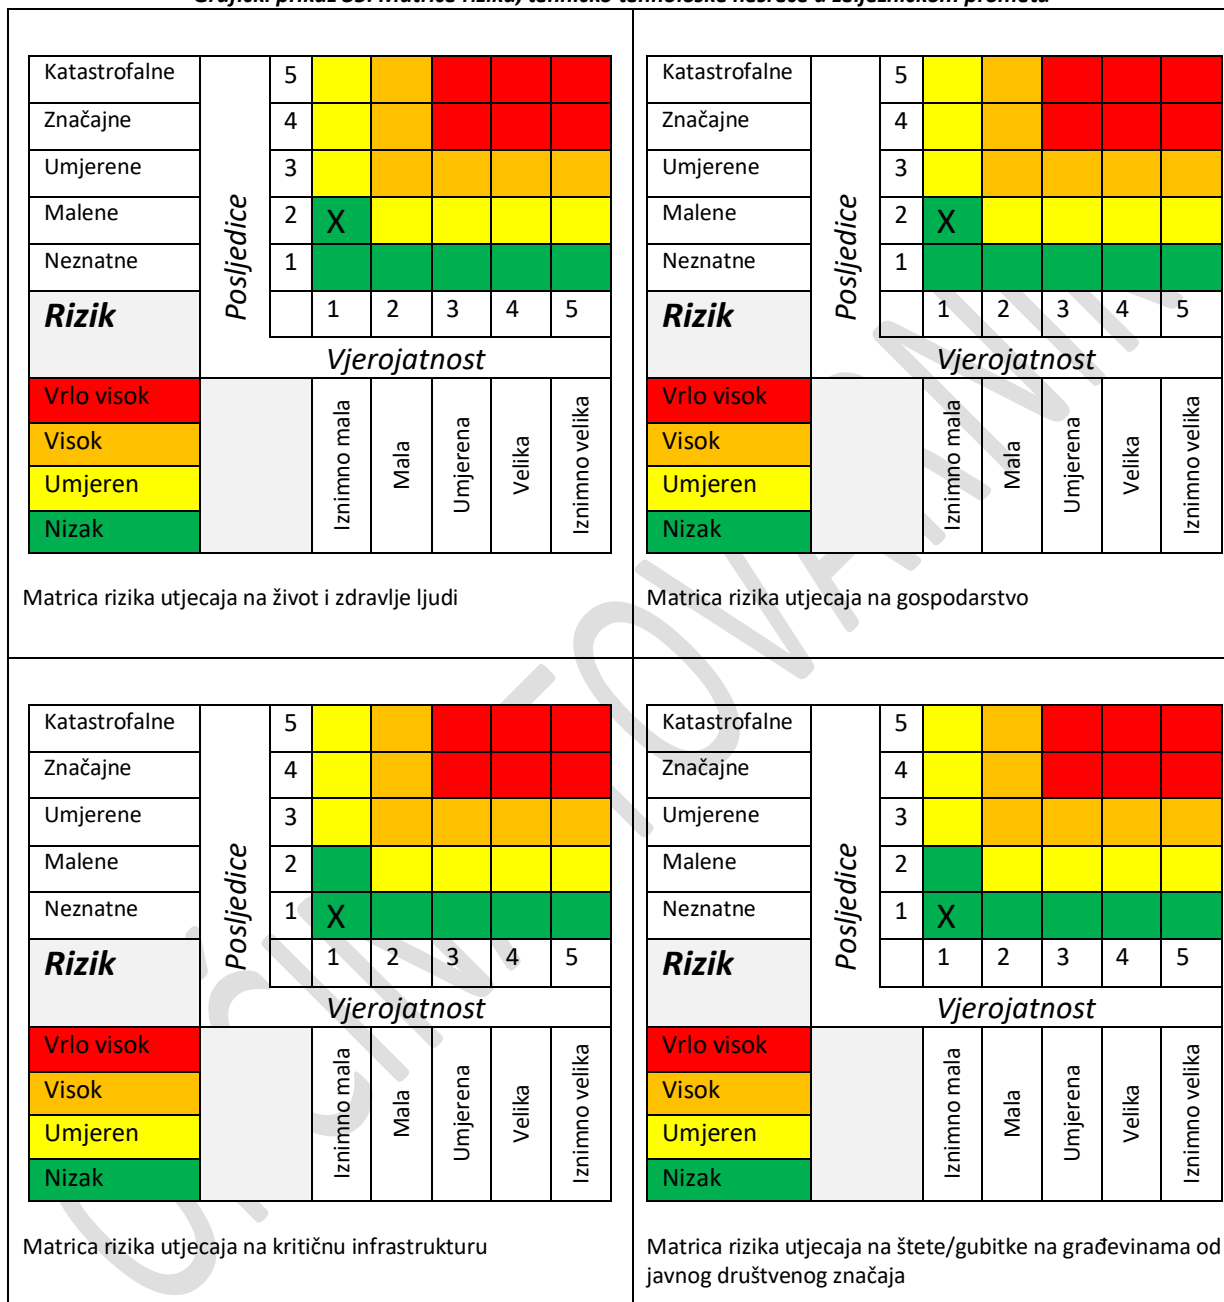 Grafički prikaz Matrice rizika, tehničko tehnološke nesreće u željezničkom prometu
Katastrofalne 5
Značajne 4
Umjerene 3
Malene 2 X
Neznatne 1
Posljedice
Rizik 1 2 3 4 5
Vjerojatnost
Vrlo visok
Visok
Umjeren
Nizak
Iznimno mala
Mala
Umjerena
Velika
Iznimno velika
Matrica rizika utjecaja na život i zdravlje ljudi
Katastrofalne 5
Značajne 4
Umjerene 3
Malene 2 X
Neznatne 1
Posljedice
Rizik 1 2 3 4 5
Vjerojatnost
Vrlo visok
Visok
Umjeren
Nizak
Iznimno mala
Mala
Umjerena
Velika
Iznimno velika
Matrica rizika utjecaja na gospodarstvo
Katastrofalne 5
Značajne 4
Umjerene 3
Malene 2
Neznatne 1 X
Posljedice
Rizik 1 2 3 4 5
Vjerojatnost
Vrlo visok
Visok
Umjeren
Nizak
Iznimno mala
Mala
Umjerena
Velika
Iznimno velika
Matrica rizika utjecaja na kritičnu infrastrukturu
Katastrofalne 5
Značajne 4
Umjerene 3
Malene 2
Neznatne 1 X
Posljedice
Rizik 1 2 3 4 5
Vjerojatnost
Vrlo visok
Visok
Umjeren
Nizak
Iznimno mala
Mala
Umjerena
Velika
Iznimno velika
Matrica rizika utjecaja na štete/gubitke na građevinama od
javnog društvenog značaja